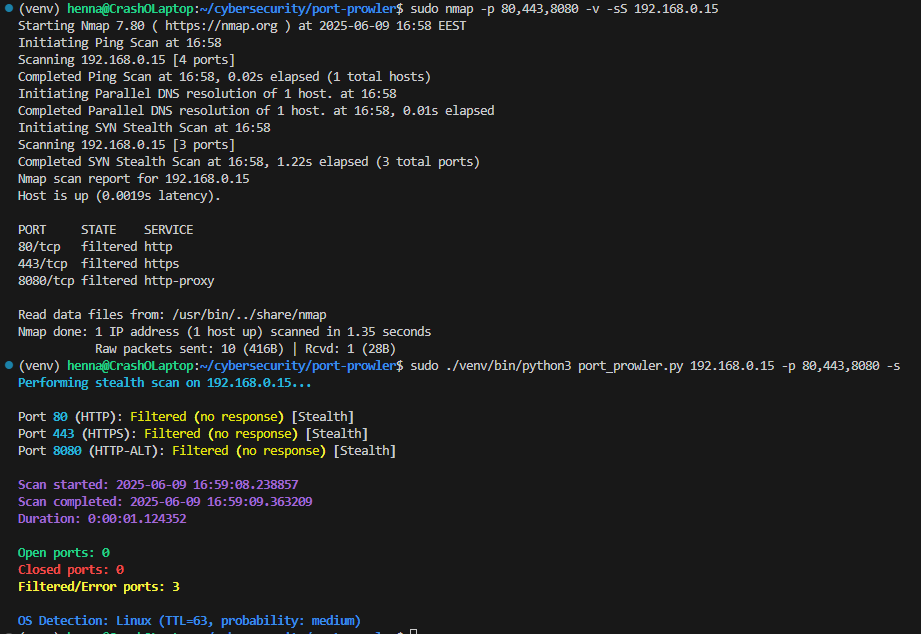 (venv) henna@CrashOLaptop:~/cybersecurity/port-prowler$ sudo nmap -p 80,443,8080 -v -sS 192.168.0.15
Starting Nmap 7.80 ( https://nmap.org ) at 2025-06-09 16:58 EEST
Initiating Ping Scan at 16:58
Scanning 192.168.0.15 [4 ports]
Completed Ping Scan at 16:58, 0.02s elapsed (1 total hosts)
Initiating Parallel DNS resolution of 1 host. at 16:58
Completed Parallel DNS resolution of 1 host. at 16:58, 0.01s elapsed
Initiating SYN Stealth Scan at 16:58
Scanning 192.168.0.15 [3 ports]
Completed SYN Stealth Scan at 16:58, 1.22s elapsed (3 total ports)
Nmap scan report for 192.168.0.15
Host is up (0.0019s latency).
PORT     STATE    SERVICE
80/tcp   filtered http
443/tcp  filtered https
8080/tcp filtered http-proxy
Read data files from: /usr/bin/../share/nmap
Nmap done: 1 IP address (1 host up) scanned in 1.35 seconds
           Raw packets sent: 10 (416B) | Rcvd: 1 (28B)
(venv) henna@CrashOLaptop:~/cybersecurity/port-prowler$ sudo ./venv/bin/python3 port_prowler.py 192.168.0.15 -p 80,443,8080 -s
Performing stealth scan on 192.168.0.15...
Port 80 (HTTP): Filtered (no response) [Stealth]
Port 443 (HTTPS): Filtered (no response) [Stealth]
Port 8080 (HTTP-ALT): Filtered (no response) [Stealth]
Scan started: 2025-06-09 16:59:08.238857
Scan completed: 2025-06-09 16:59:09.363209
Duration: 0:00:01.124352
Open ports: 0
Closed ports: 0
Filtered/Error ports: 3
OS Detection: Linux (TTL=63, probability: medium)